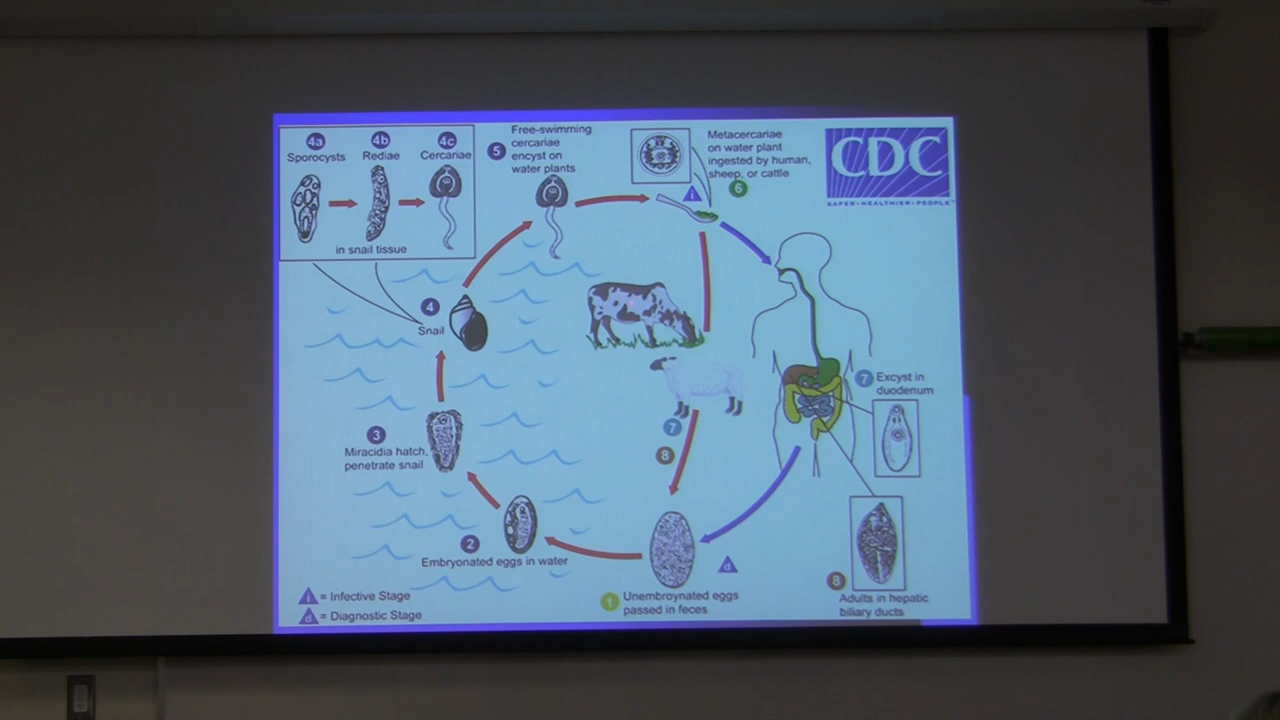 4a
Sporocysts
4b
Rediae
4c
Cercariae
in snail tissue
5
Free-swimming
cercariae
encyst on
water plants
Metacercariae
on water plant
ingested by human,
sheep, or cattle
6
i
CDC
SAFER•HEALTHIER•PEOPLE™
4
Snail
7
Excyst in
duodenum
3
Miracidia hatch,
penetrate snail
7
8
2
Embryonated eggs in water
d
1
Unembroynated eggs
passed in feces
8
Adults in hepatic
biliary ducts
i = Infective Stage
d = Diagnostic Stage